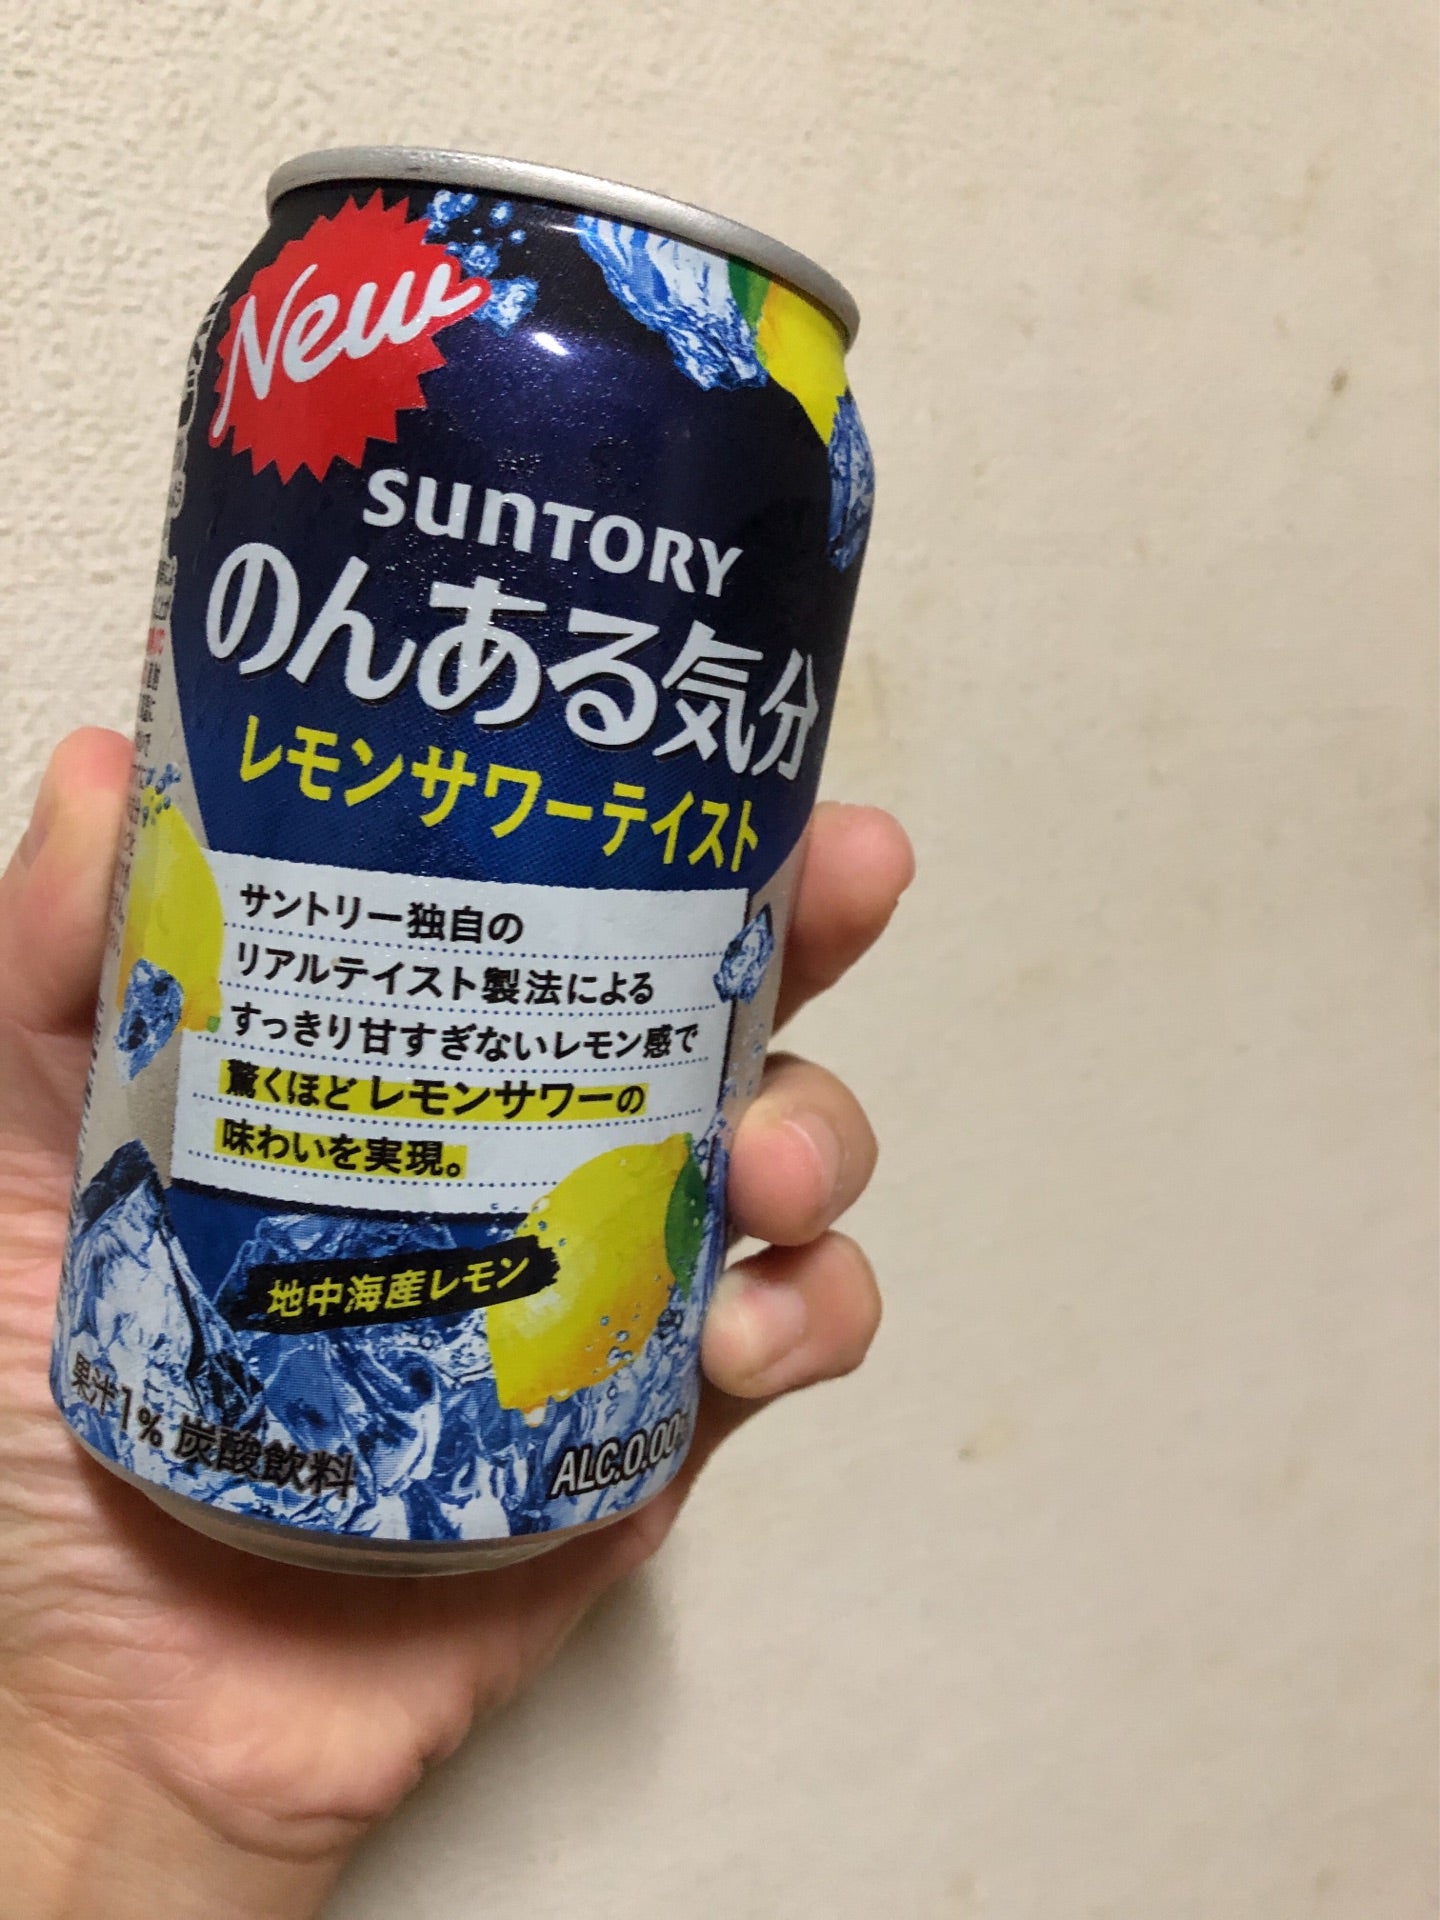 New
SUNTORY
のんある気分
レモンサワーテイスト
サントリー独自の
リアルテイスト製法による
すっきり甘すぎないレモン感で
驚くほどレモンサワーの
味わいを実現。
地中海産レモン
果汁1% 炭酸飲料
ALC.0.00%